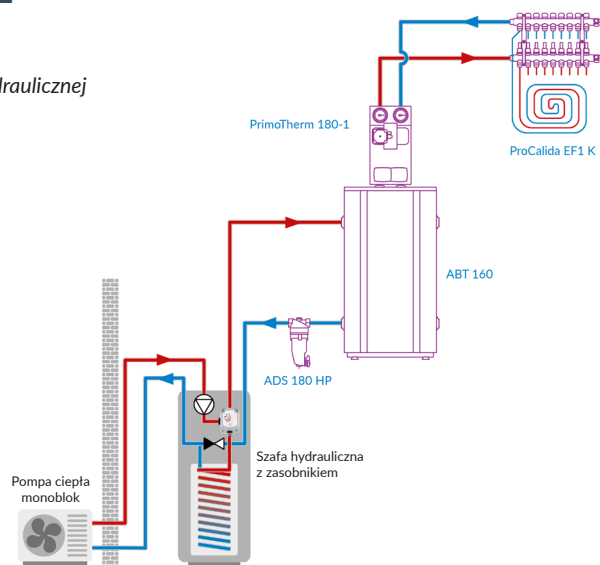 draulicznej
PrimoTherm 180-1
ProCalida EF1 K
ABT 160
ADS 180 HP
Szafa hydrauliczna
z zasobnikiem
Pompa ciepła
monoblok